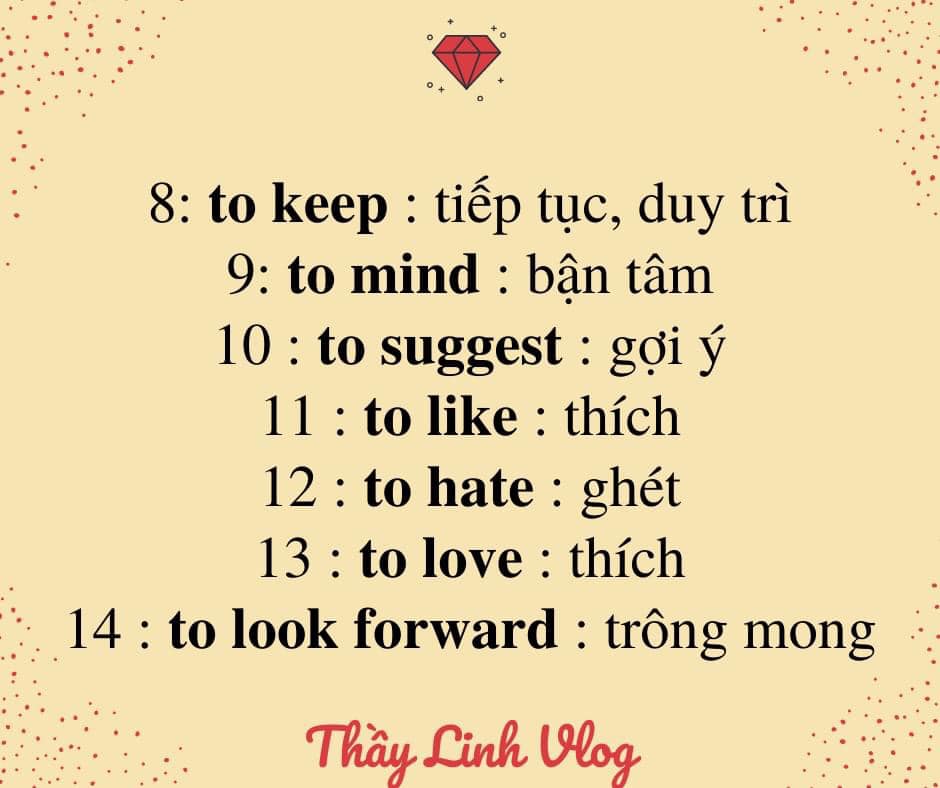 8: to keep : tiếp tục, duy trì
9: to mind : bận tâm
10 : to suggest : gợi ý
11 : to like : thích
12 : to hate : ghét
13 : to love : thích
14 : to look forward : trông mong
Thầy Linh Vlog